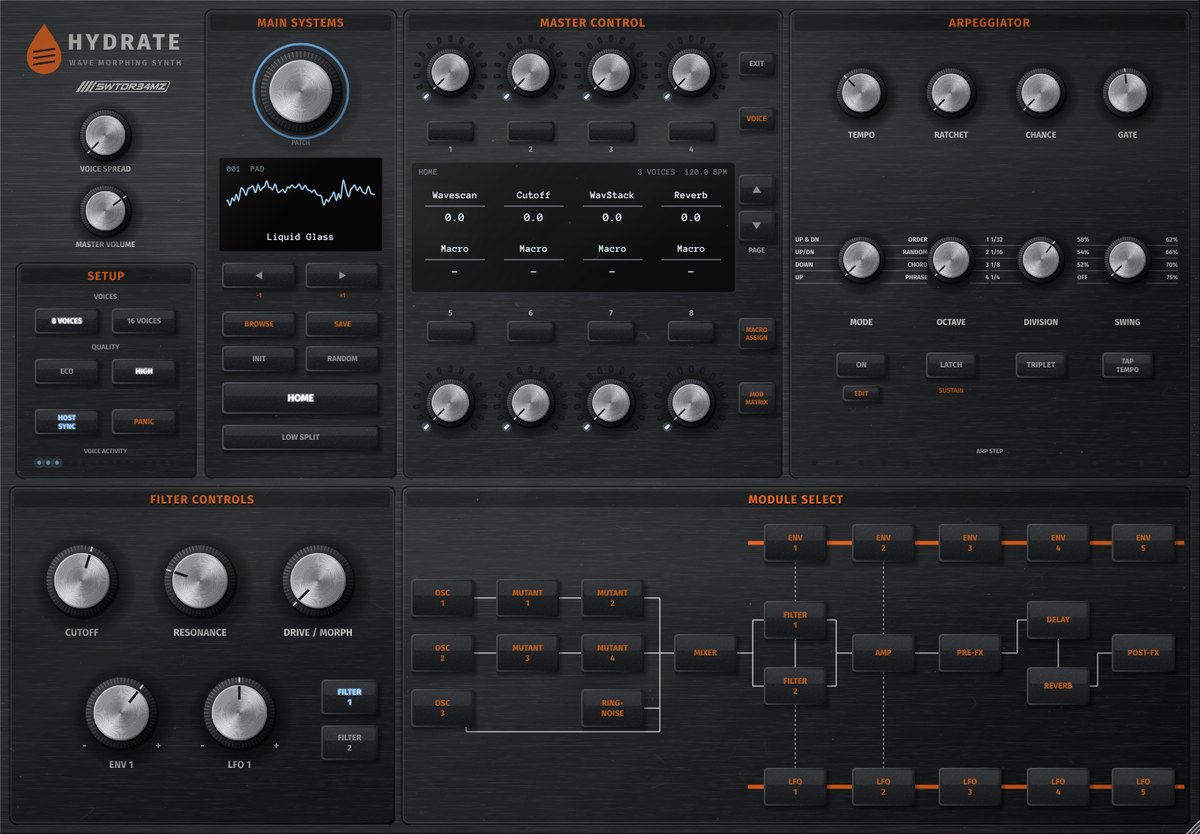 HYDRATE
WAVE MORPHING SYNTH
SWTOR34MZ
VOICE SPREAD
MASTER VOLUME
SETUP
VOICES
8 VOICES
16 VOICES
QUALITY
ECO
HIGH
HOST
SYNC
PANIC
VOICE ACTIVITY
MAIN SYSTEMS
PATCH
001 PAD
Liquid Glass
-1
+1
BROWSE
SAVE
INIT
RANDOM
HOME
LOW SPLIT
MASTER CONTROL
EXIT
VOICE
1
2
3
4
HOME
3 VOICES 120.0 BPM
Wavescan
Cutoff
WavStack
Reverb
0.0
0.0
0.0
0.0
Macro
Macro
Macro
Macro
–
–
–
–
PAGE
5
6
7
8
MACRO
ASSIGN
MOD
MATRIX
ARPEGGIATOR
TEMPO
RATCHET
CHANCE
GATE
UP & DN
UP/DN
DOWN
UP
ORDER
RANDOM
CHORD
PHRASE
1 1/32
2 1/16
3 1/8
4 1/4
58%
54%
52%
OFF
62%
66%
70%
75%
MODE
OCTAVE
DIVISION
SWING
ON
LATCH
TRIPLET
TAP
TEMPO
EDIT
SUSTAIN
ARP STEP
FILTER CONTROLS
CUTOFF
RESONANCE
DRIVE / MORPH
- +
ENV 1
- +
LFO 1
FILTER
1
FILTER
2
MODULE SELECT
ENV
1
ENV
2
ENV
3
ENV
4
ENV
5
OSC
1
MUTANT
1
MUTANT
2
OSC
2
MUTANT
3
MUTANT
4
OSC
3
RING-
NOISE
MIXER
FILTER
1
FILTER
2
AMP
PRE-FX
DELAY
REVERB
POST-FX
LFO
1
LFO
2
LFO
3
LFO
4
LFO
5